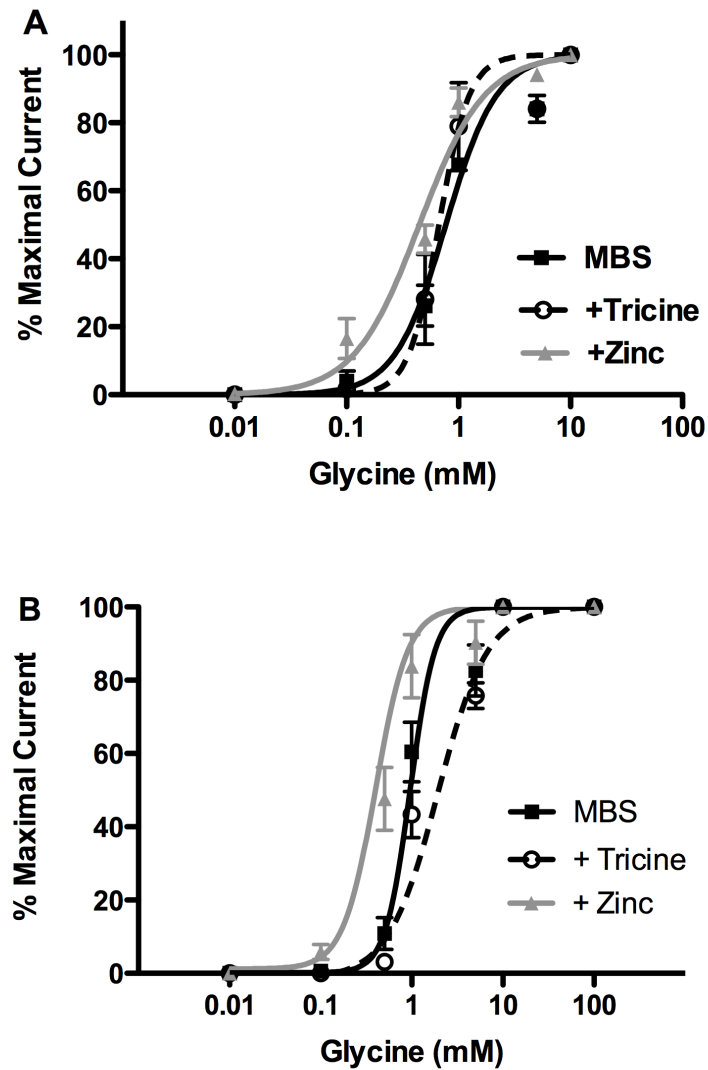 A
100
80
60
40
20
0
% Maximal Current
MBS
+Tricine
+Zinc
0.01 0.1 1 10 100
Glycine (mM)
B
100
80
60
40
20
0
% Maximal Current
MBS
+ Tricine
+ Zinc
0.01 0.1 1 10 100
Glycine (mM)